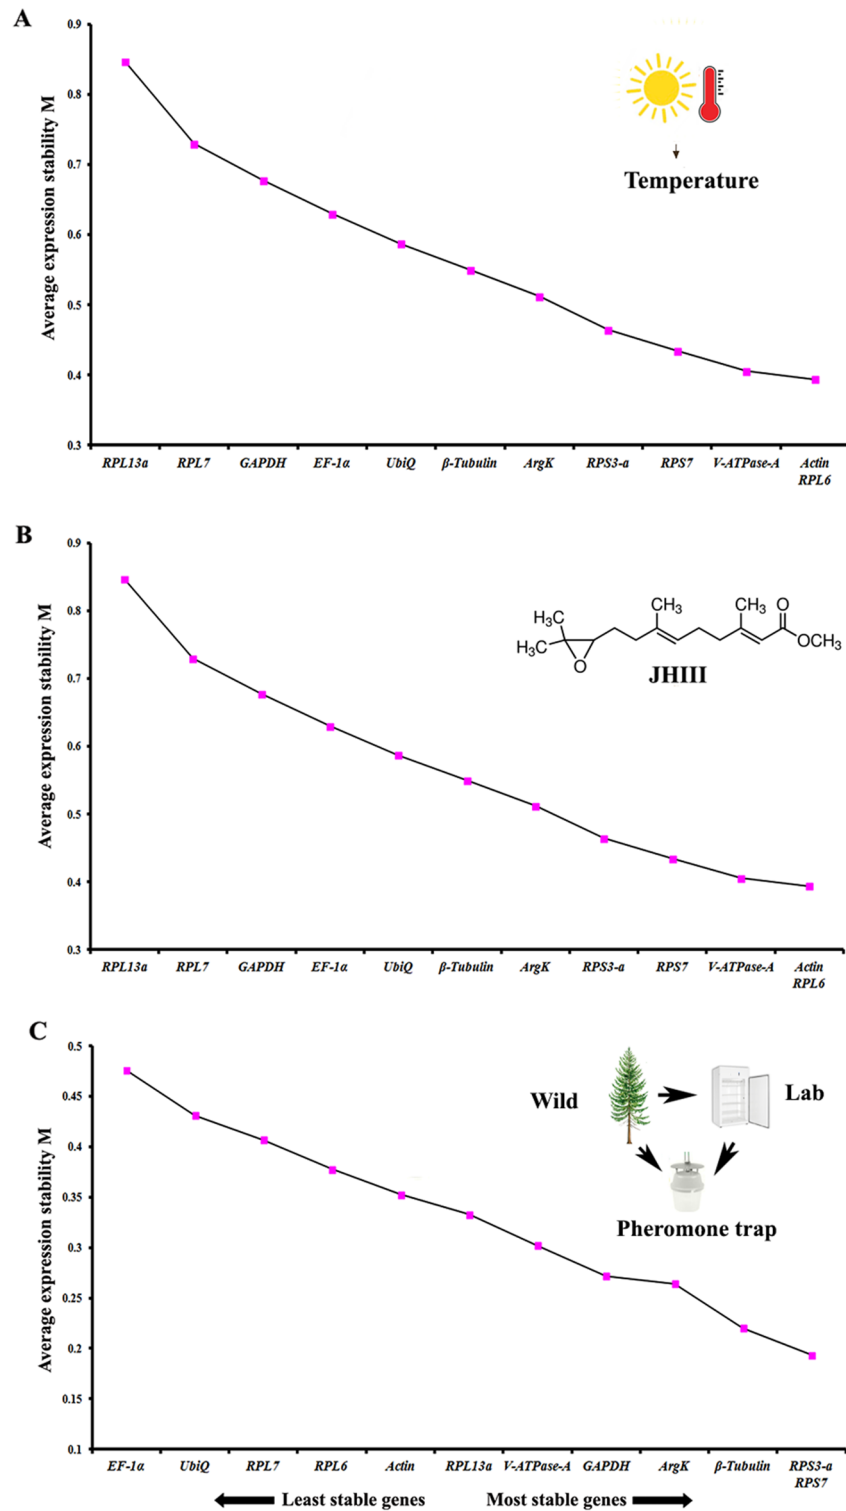 A
Average expression stability M
0.9
0.8
0.7
0.6
0.5
0.4
0.3
Temperature
RPL13a RPL7 GAPDH EF-1α UbiQ β-Tubulin ArgK RPS3-a RPS7 V-ATPase-A Actin
RPL6
B
Average expression stability M
0.9
0.8
0.7
0.6
0.5
0.4
0.3
H₃C
H₃C
O
CH₃
CH₃
O
OCH₃
JHIII
RPL13a RPL7 GAPDH EF-1α UbiQ β-Tubulin ArgK RPS3-a RPS7 V-ATPase-A Actin
RPL6
C
Average expression stability M
0.5
0.45
0.4
0.35
0.3
0.25
0.2
0.15
0.1
Wild
Lab
Pheromone trap
EF-1α UbiQ RPL7 RPL6 Actin RPL13a V-ATPase-A GAPDH ArgK β-Tubulin RPS3-a
RPS7
Least stable genes Most stable genes